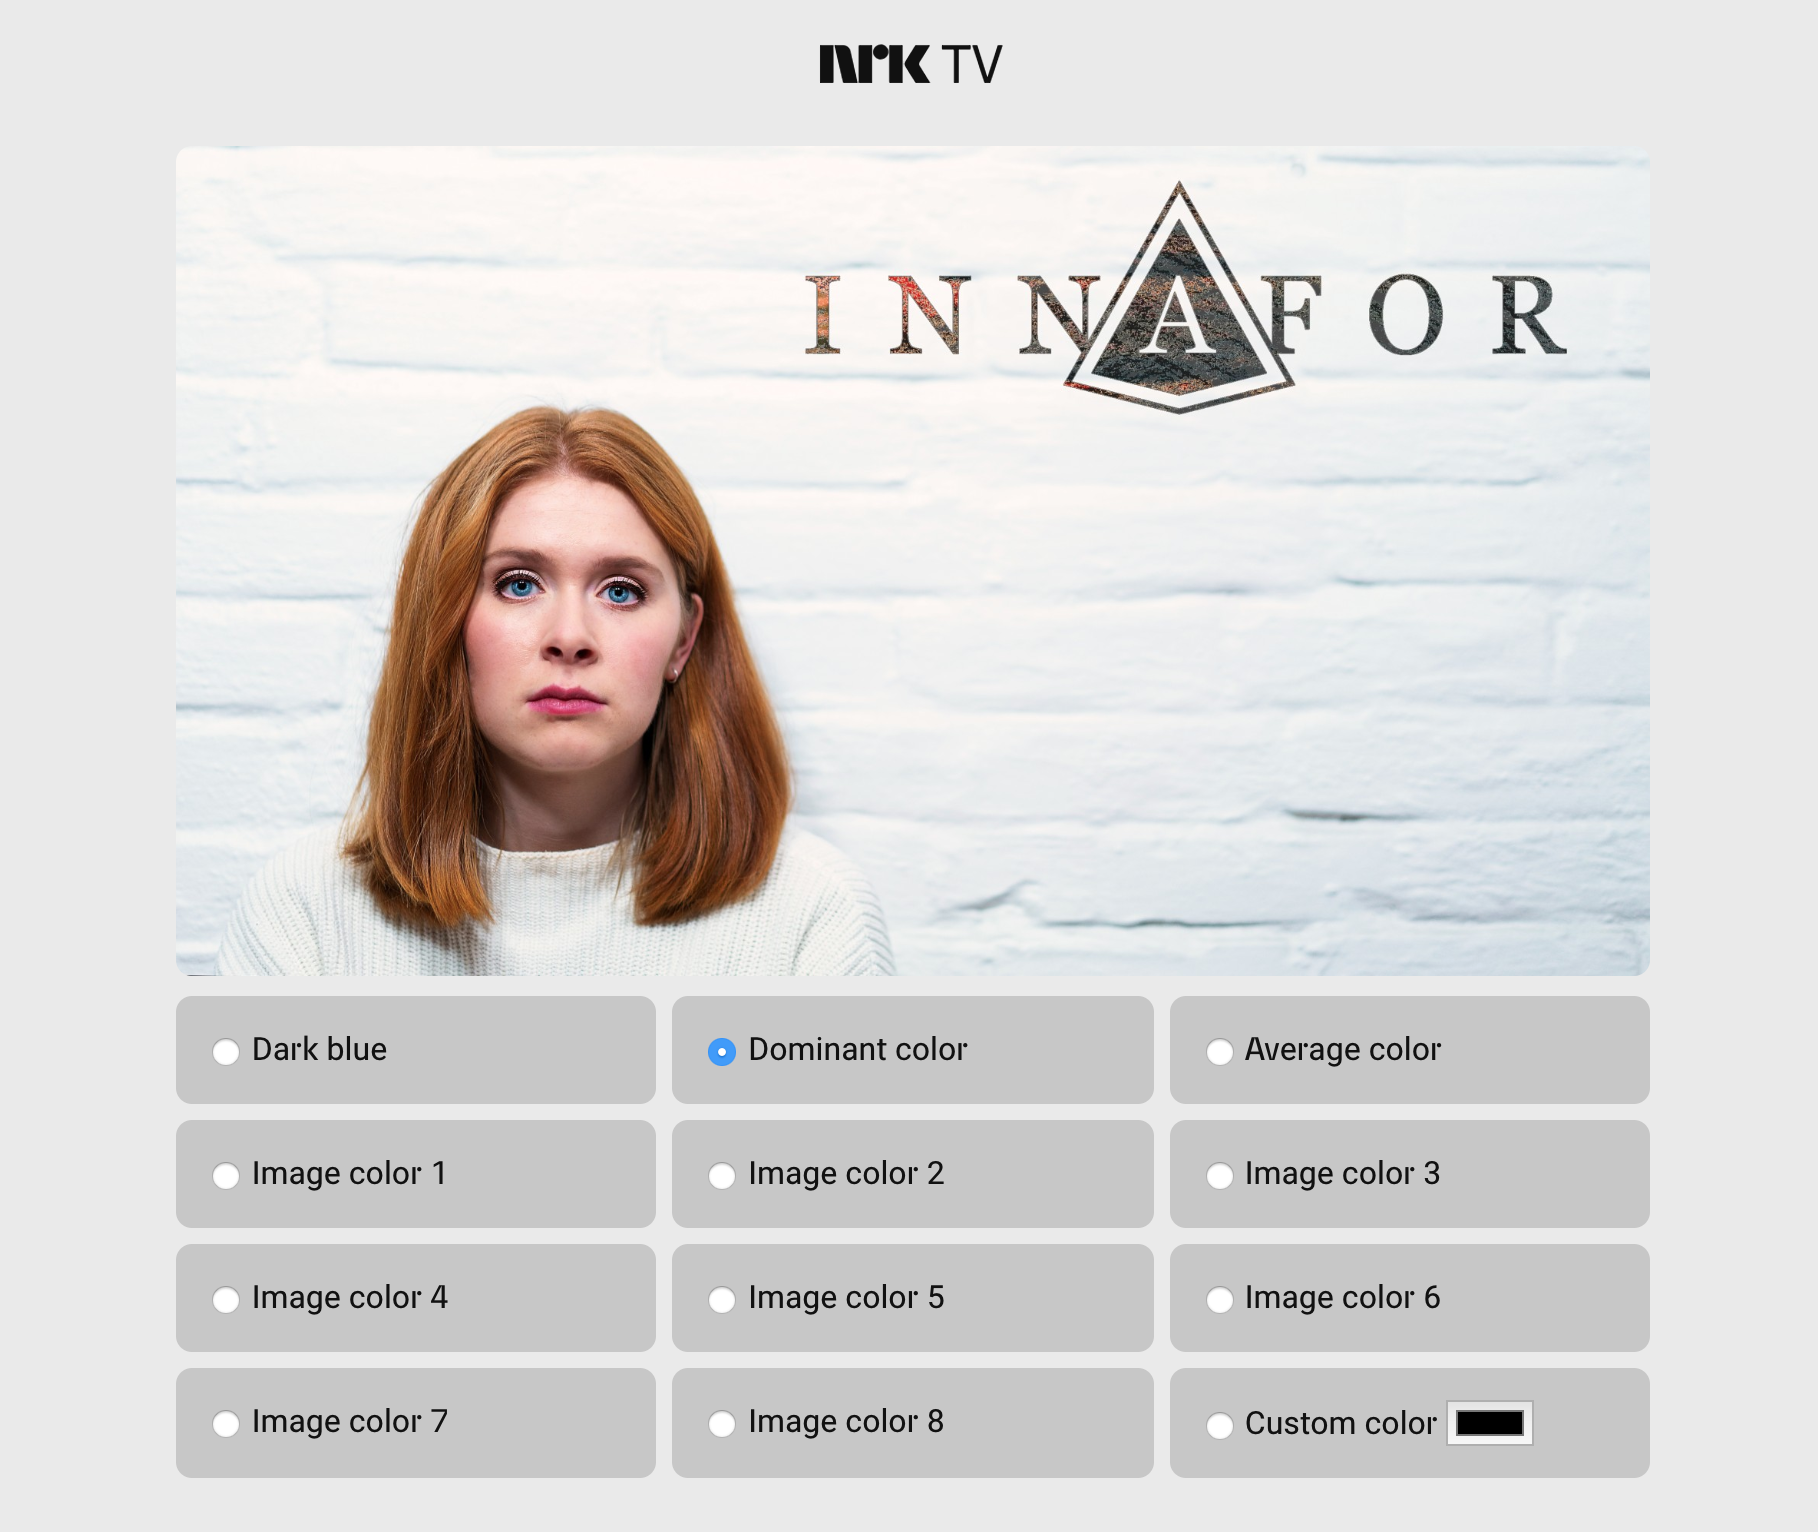 NRK TV
INNAFOR
Dark blue
Dominant color
Average color
Image color 1
Image color 2
Image color 3
Image color 4
Image color 5
Image color 6
Image color 7
Image color 8
Custom color